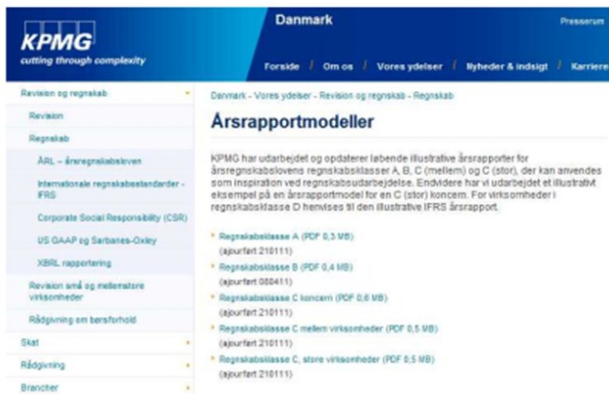 KPMG
cutting through complexity
Danmark
Presserum
Forside / Om os / Vores ydelser / Nyheder & indsigt / Karriere
Revision og regnskab
Revision
Regnskab
ÅRL – årsregnskabsloven
Internationale regnskabsstandarder -
IFRS
Corporate Social Responsibility (CSR)
US GAAP og Sarbanes-Oxley
XBRL rapportering
Revision små og mellemstore
virksomheder
Rådgivning om børsforhold
Skat
Rådgivning
Brancher
Danmark - Vores ydelser - Revision og regnskab - Regnskab
Årsrapportmodeller
KPMG har udarbejdet og opdaterer løbende illustrative årsrapporter for
årsregnskabslovens regnskabsklasser A, B, C (mellem) og C (stor), der kan anvendes
som inspiration ved regnskabsudarbejdelse. Endvidere har vi udarbejdet et illustrativt
eksempel på en årsrapportmodel for en C (stor) koncern. For virksomheder i
regnskabsklasse D henvises til den illustrative IFRS årsrapport.
Regnskabsklasse A (PDF 0,3 MB)
(ajourført 210111)
Regnskabsklasse B (PDF 0,4 MB)
(ajourført 080411)
Regnskabsklasse C koncern (PDF 0,6 MB)
(ajourført 210111)
Regnskabsklasse C mellem virksomheder (PDF 0,5 MB)
(ajourført 210111)
Regnskabsklasse C, store virksomheder (PDF 0,5 MB)
(ajourført 210111)